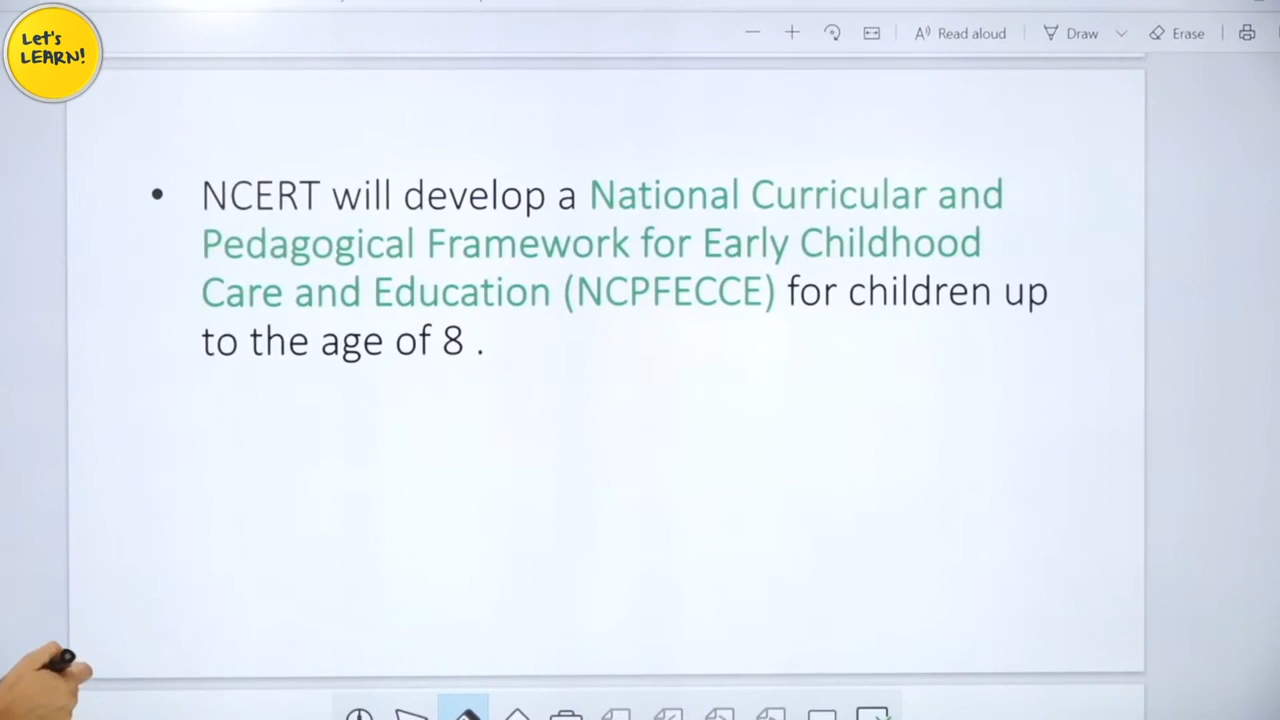 Let's
LEARN!
Read aloud
Draw
Erase
• NCERT will develop a National Curricular and
Pedagogical Framework for Early Childhood
Care and Education (NCPFECCE) for children up
to the age of 8 .